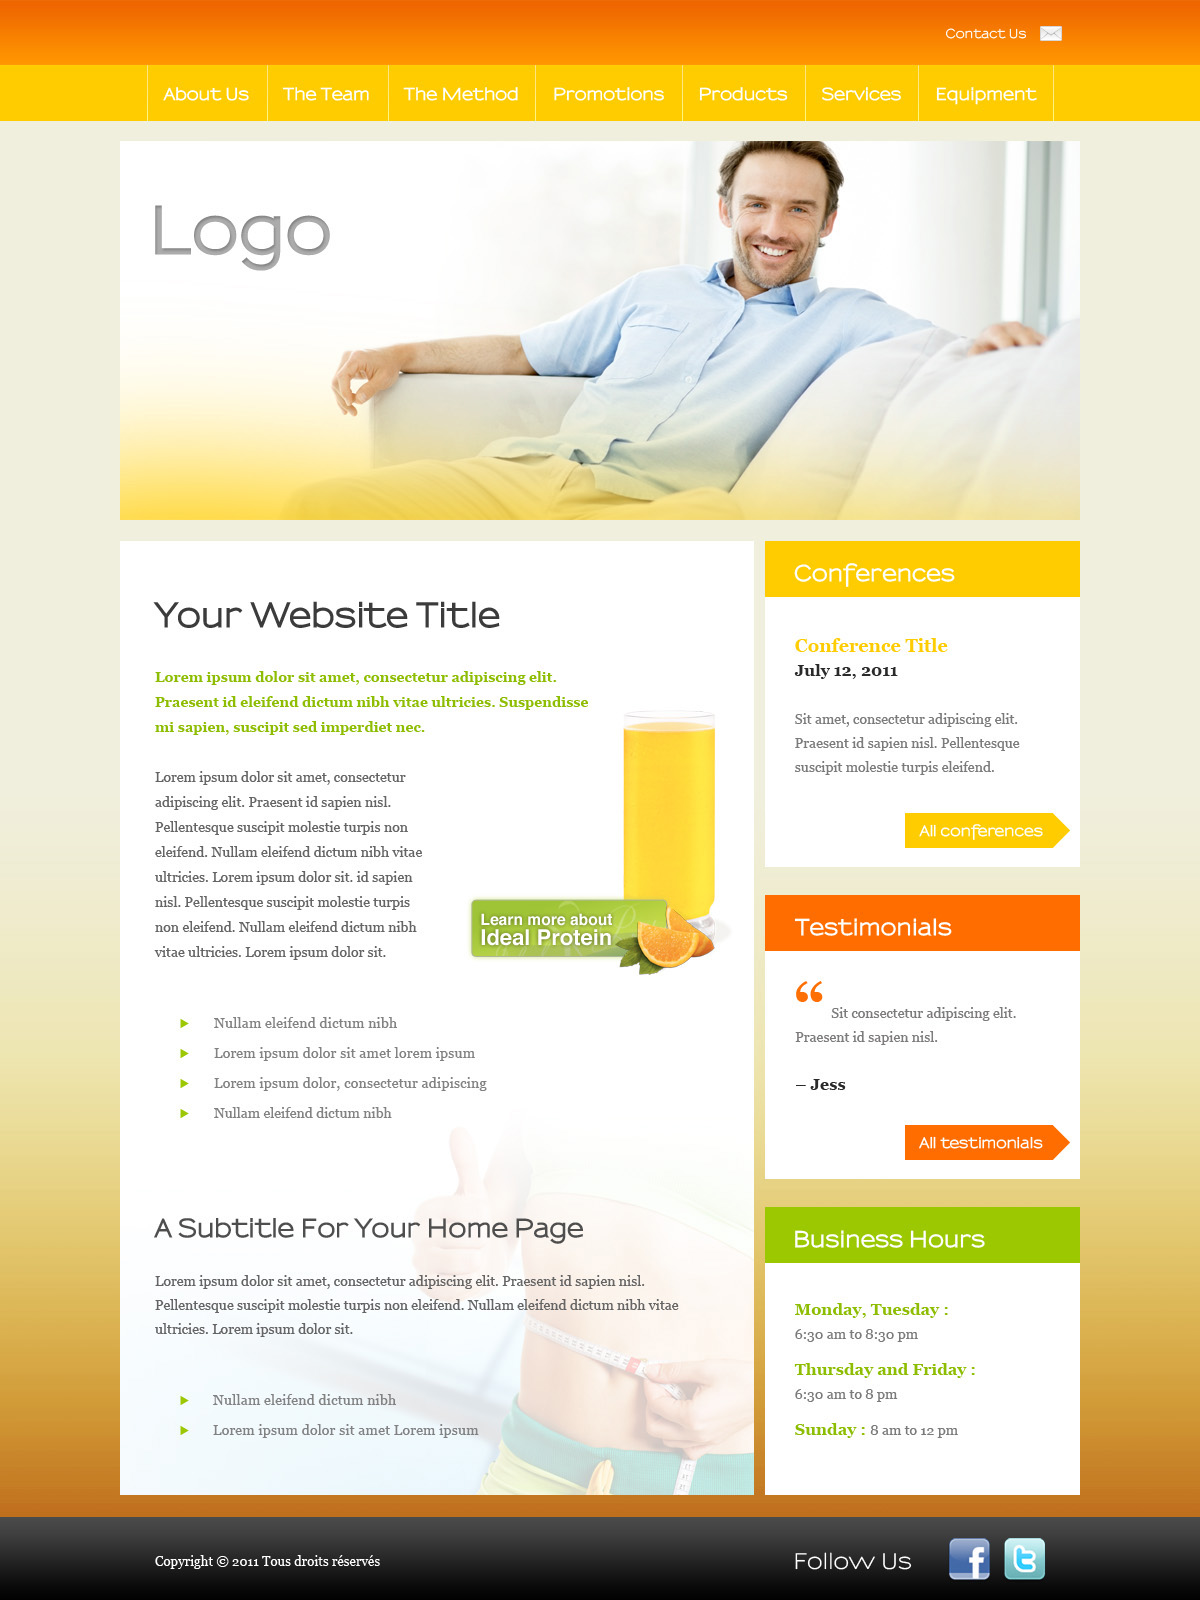 Contact Us
About Us
The Team
The Method
Promotions
Products
Services
Equipment
Logo
Your Website Title
Lorem ipsum dolor sit amet, consectetur adipiscing elit.
Praesent id eleifend dictum nibh vitae ultricies. Suspendisse
mi sapien, suscipit sed imperdiet nec.
Lorem ipsum dolor sit amet, consectetur
adipiscing elit. Praesent id sapien nisl.
Pellentesque suscipit molestie turpis non
eleifend. Nullam eleifend dictum nibh vitae
ultricies. Lorem ipsum dolor sit. id sapien
nisl. Pellentesque suscipit molestie turpis
non eleifend. Nullam eleifend dictum nibh
vitae ultricies. Lorem ipsum dolor sit.
Learn more about
Ideal Protein
Nullam eleifend dictum nibh
Lorem ipsum dolor sit amet lorem ipsum
Lorem ipsum dolor, consectetur adipiscing
Nullam eleifend dictum nibh
A Subtitle For Your Home Page
Lorem ipsum dolor sit amet, consectetur adipiscing elit. Praesent id sapien nisl.
Pellentesque suscipit molestie turpis non eleifend. Nullam eleifend dictum nibh vitae
ultricies. Lorem ipsum dolor sit.
Nullam eleifend dictum nibh
Lorem ipsum dolor sit amet Lorem ipsum
Conferences
Conference Title
July 12, 2011
Sit amet, consectetur adipiscing elit.
Praesent id sapien nisl. Pellentesque
suscipit molestie turpis eleifend.
All conferences
Testimonials
“ Sit consectetur adipiscing elit.
Praesent id sapien nisl.
– Jess
All testimonials
Business Hours
Monday, Tuesday :
6:30 am to 8:30 pm
Thursday and Friday :
6:30 am to 8 pm
Sunday : 8 am to 12 pm
Copyright © 2011 Tous droits réservés
Follow Us
f
t